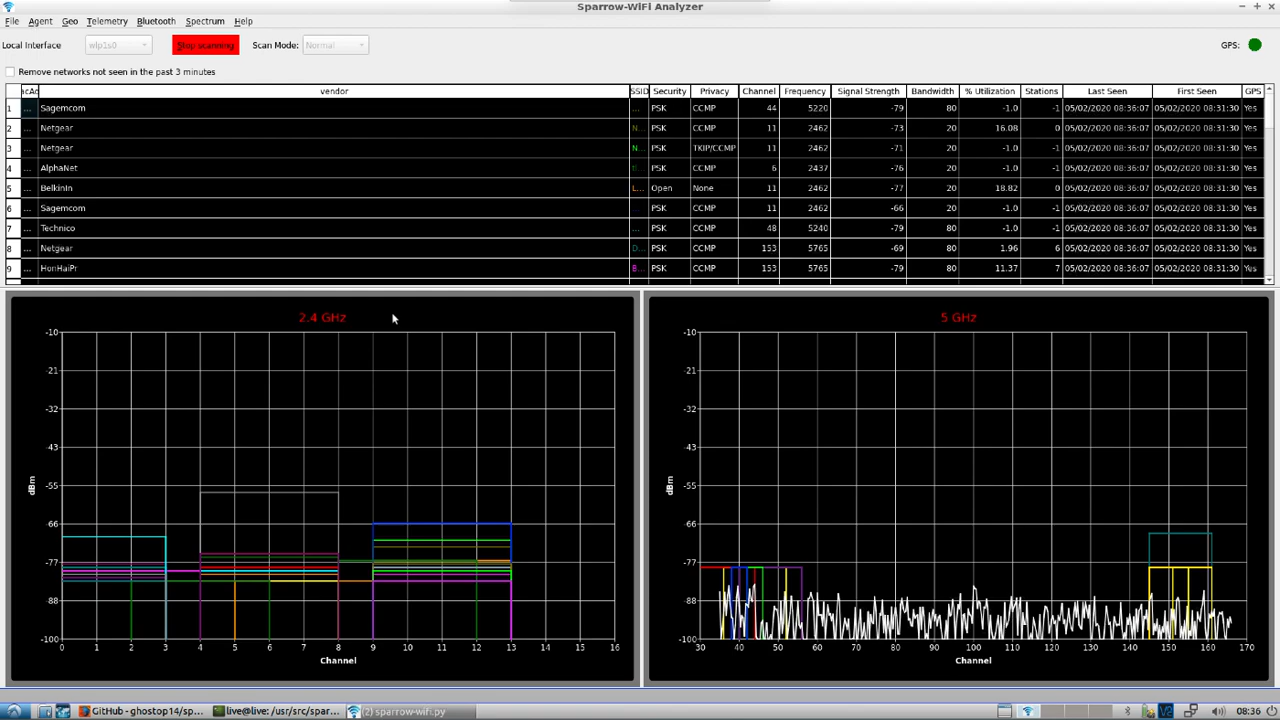 Sparrow-WiFi Analyzer
File Agent Geo Telemetry Bluetooth Spectrum Help
Local Interface wlp1s0 Stop scanning Scan Mode: Normal GPS:
Remove networks not seen in the past 3 minutes
acAd vendor SSID Security Privacy Channel Frequency Signal Strength Bandwidth % Utilization Stations Last Seen First Seen GPS
1 ... Sagemcom ... PSK CCMP 44 5220 -79 80 -1.0 -1 05/02/2020 08:36:07 05/02/2020 08:31:30 Yes
2 ... Netgear N... PSK CCMP 11 2462 -73 20 16.08 0 05/02/2020 08:36:07 05/02/2020 08:31:30 Yes
3 ... Netgear N... PSK TKIP/CCMP 11 2462 -71 20 -1.0 -1 05/02/2020 08:36:07 05/02/2020 08:31:30 Yes
4 ... AlphaNet PSK CCMP 6 2437 -76 20 -1.0 -1 05/02/2020 08:36:07 05/02/2020 08:31:30 Yes
5 ... BelkinIn L... Open None 11 2462 -77 20 18.82 0 05/02/2020 08:36:07 05/02/2020 08:31:30 Yes
6 ... Sagemcom ... PSK CCMP 11 2462 -66 20 -1.0 -1 05/02/2020 08:36:07 05/02/2020 08:31:30 Yes
7 ... Technico ... PSK CCMP 48 5240 -79 80 -1.0 -1 05/02/2020 08:36:07 05/02/2020 08:31:30 Yes
8 ... Netgear D... PSK CCMP 153 5765 -69 80 1.96 6 05/02/2020 08:36:07 05/02/2020 08:31:30 Yes
9 ... HonHaiPr B... PSK CCMP 153 5765 -79 80 11.37 7 05/02/2020 08:36:07 05/02/2020 08:31:30 Yes
2.4 GHz
-10
-21
-32
-43
-55
-66
-77
-88
-100
dBm
0 1 2 3 4 5 6 7 8 9 10 11 12 13 14 15 16
Channel
5 GHz
-10
-21
-32
-43
-55
-66
-77
-88
-100
dBm
30 40 50 60 70 80 90 100 110 120 130 140 150 160 170
Channel
GitHub - ghostop14/sp... live@live: /usr/src/spar... (2) sparrow-wifi.py V2 08:36